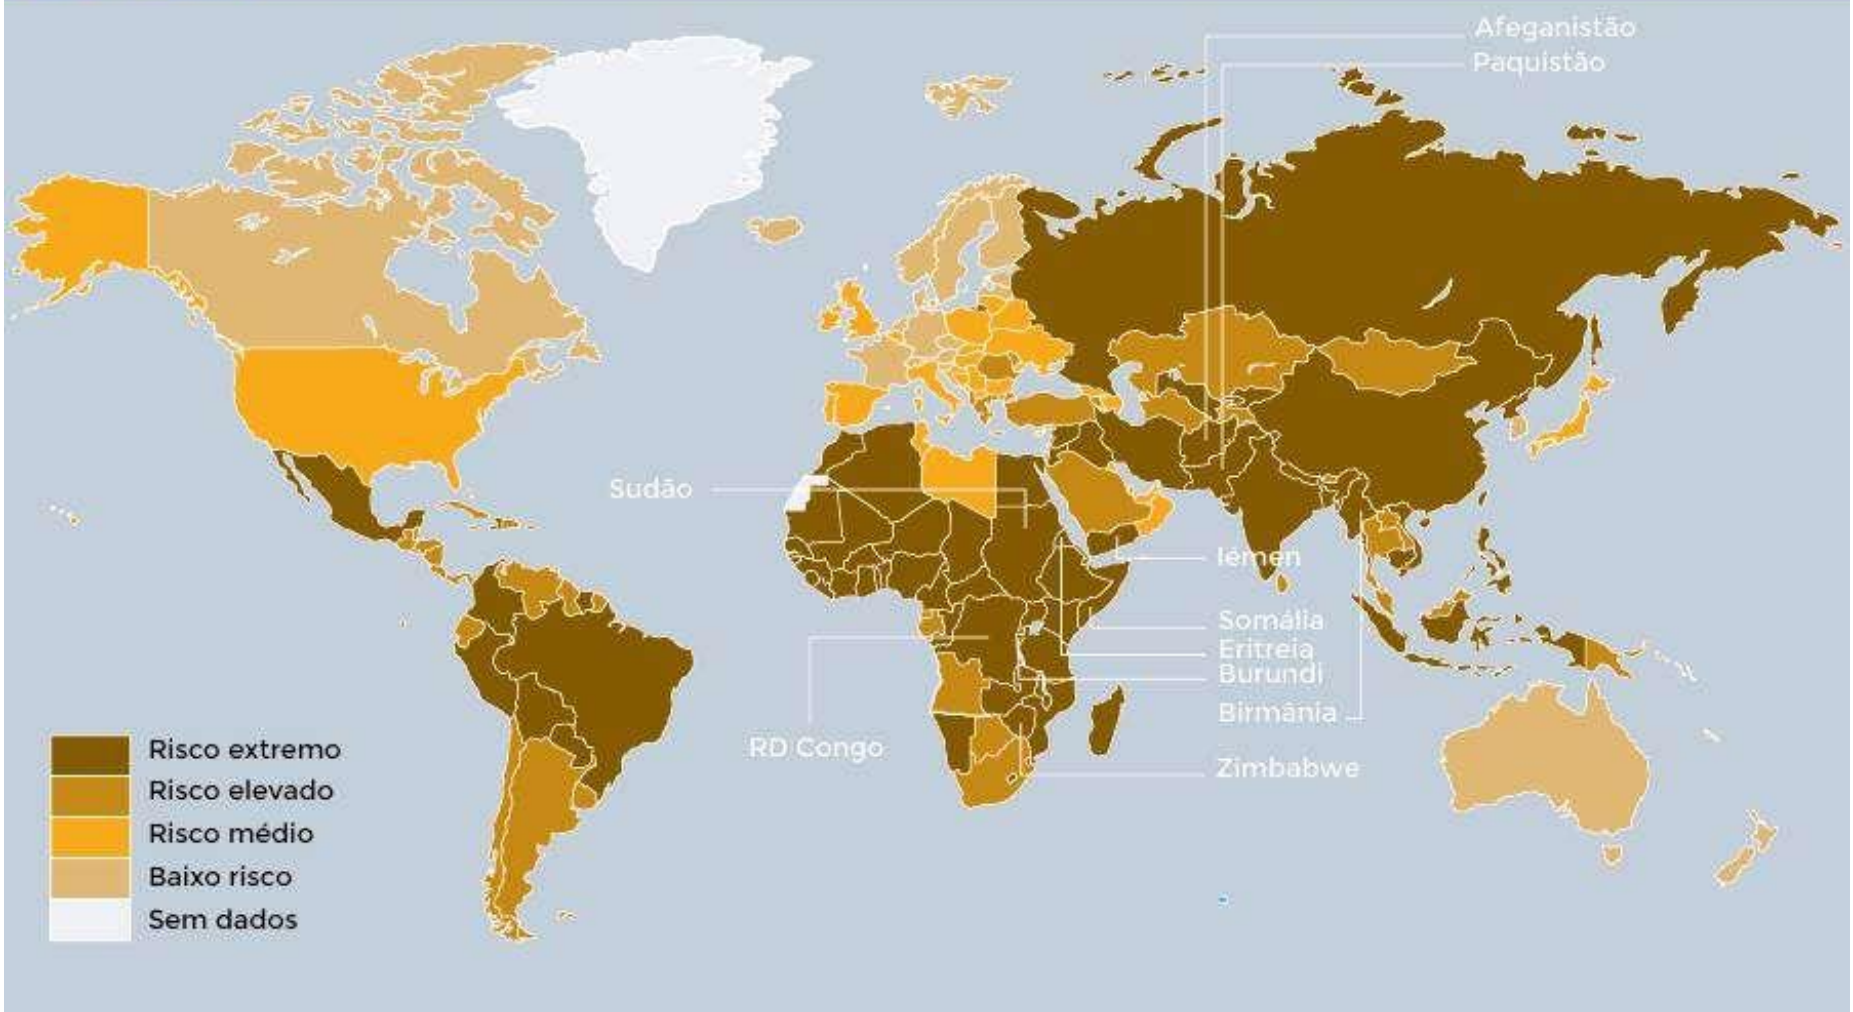 Afeganistão
Paquistão
Sudão
Iémen
Somália
Eritreia
Burundi
Birmânia
RD Congo
Zimbabwe
Risco extremo
Risco elevado
Risco médio
Baixo risco
Sem dados